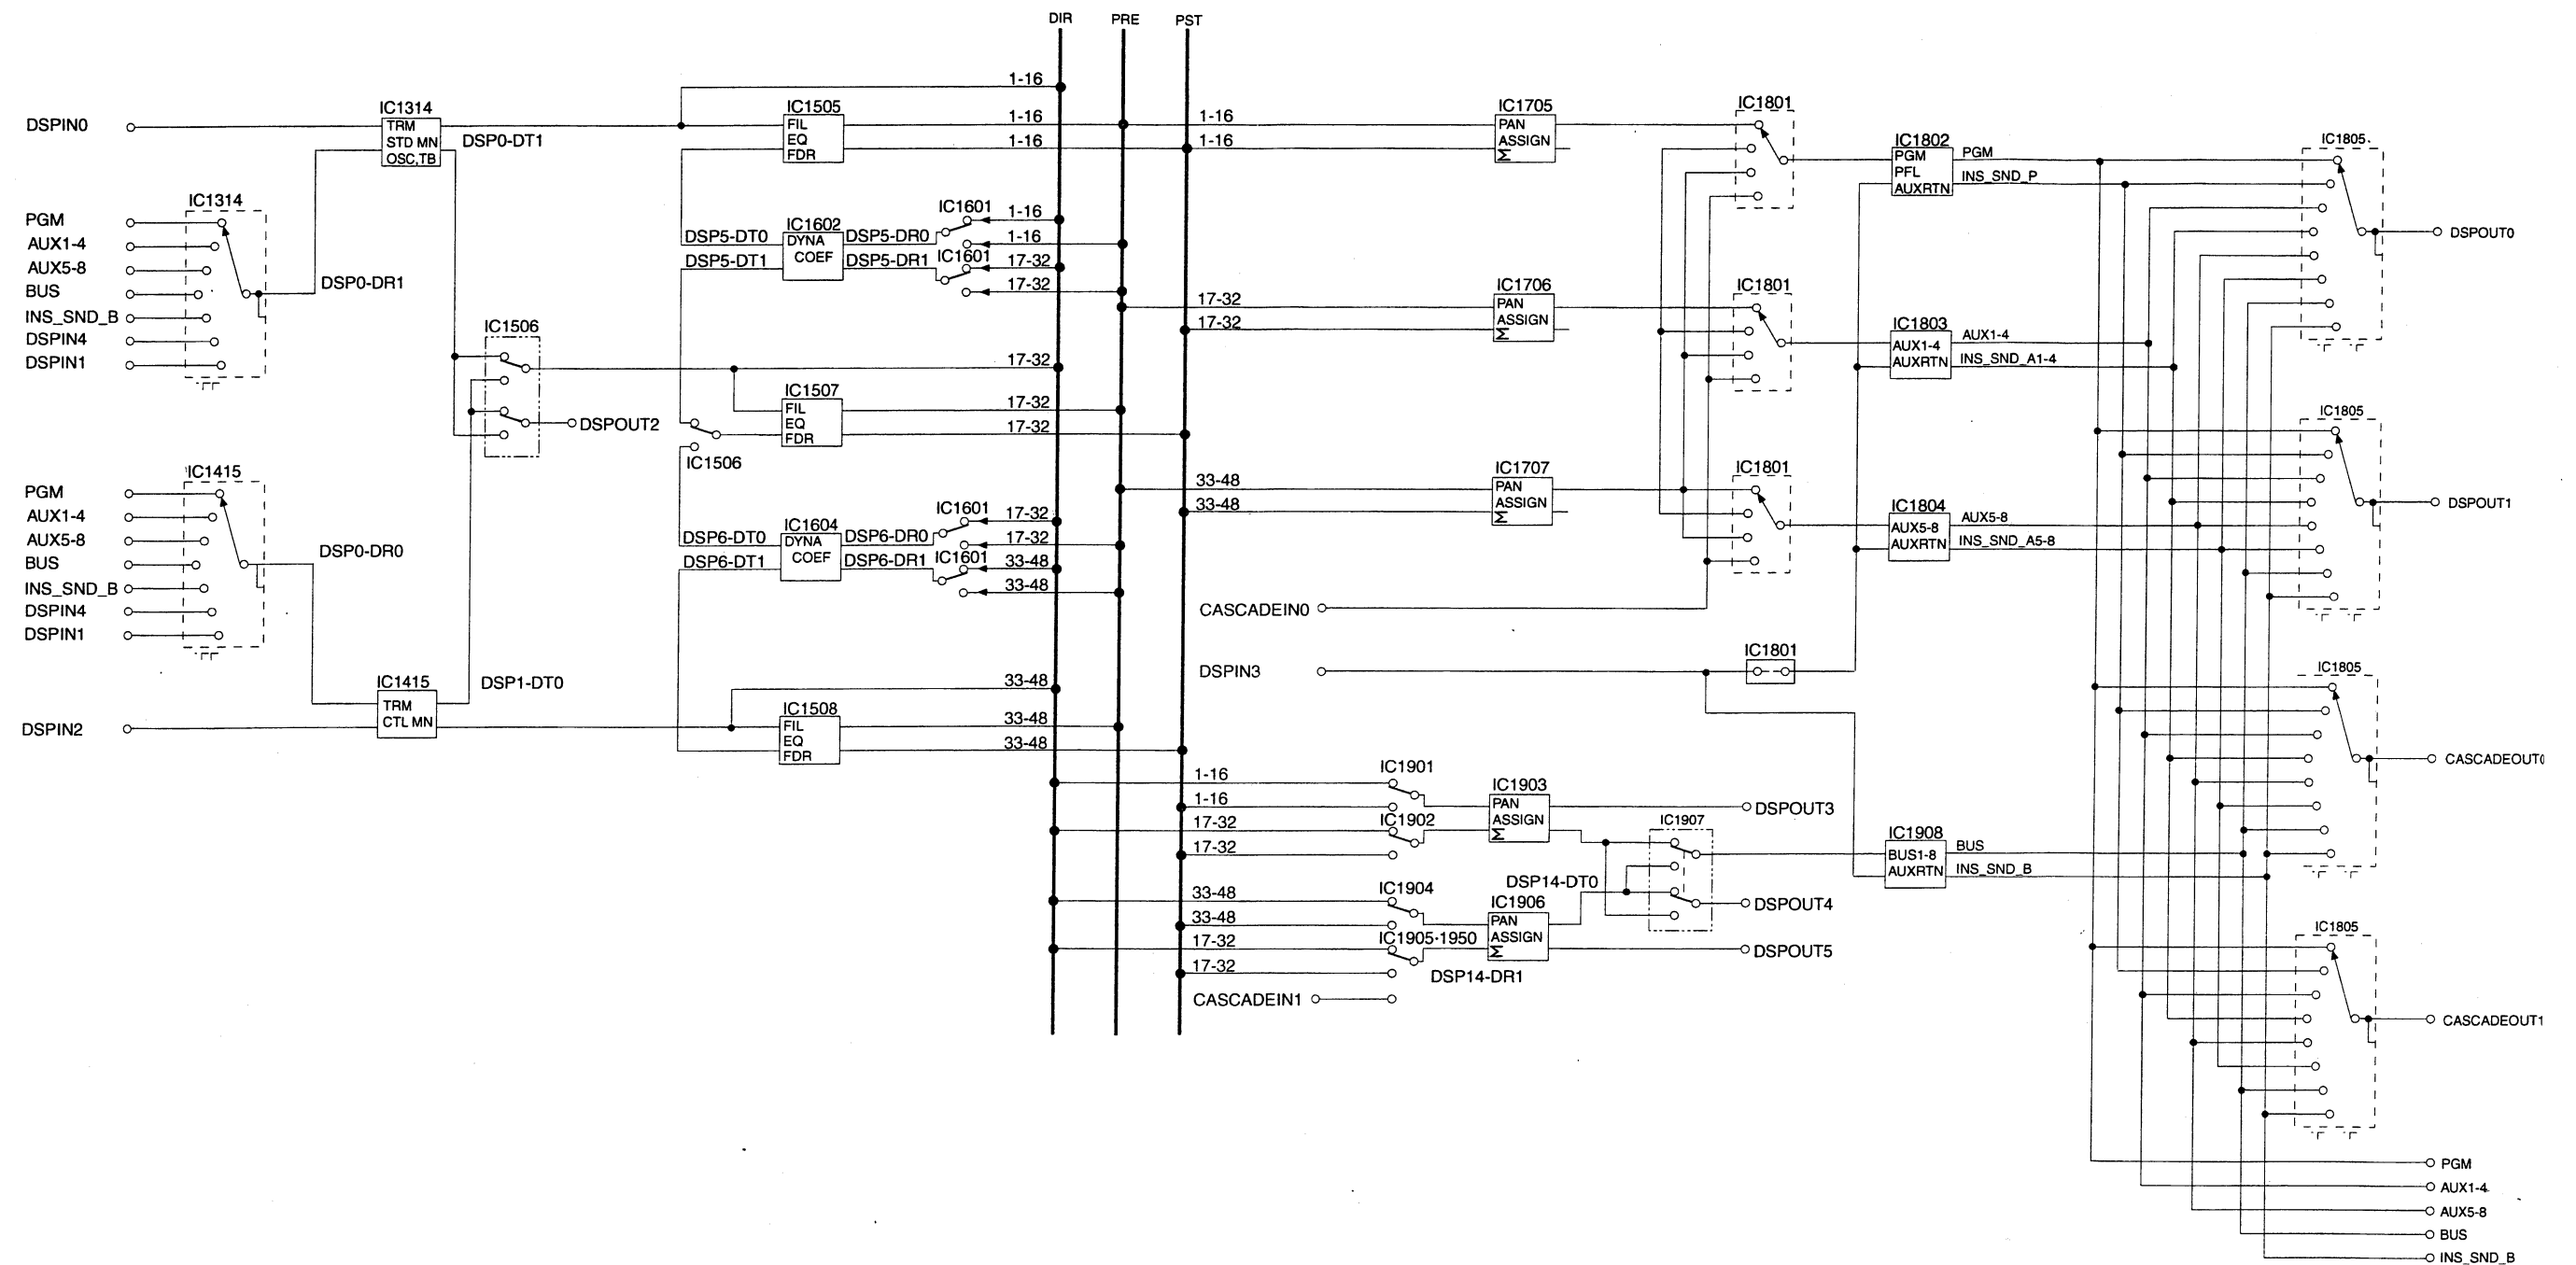 DIR PRE PST
DSPIN0
IC1314
TRM
STD MN
OSC,TB
DSP0-DT1
IC1314
PGM
AUX1-4
AUX5-8
BUS
INS_SND_B
DSPIN4
DSPIN1
DSP0-DR1
IC1415
PGM
AUX1-4
AUX5-8
BUS
INS_SND_B
DSPIN4
DSPIN1
DSP0-DR0
IC1415
TRM
CTL MN
DSP1-DT0
DSPIN2
IC1506
DSPOUT2
1-16
IC1505
FIL
EQ
FDR
1-16
1-16
DSP5-DT0
DSP5-DT1
IC1602
DYNA
COEF
DSP5-DR0
DSP5-DR1
IC1601
1-16
1-16
IC1601
17-32
17-32
17-32
IC1507
FIL
EQ
FDR
17-32
17-32
IC1506
DSP6-DT0
DSP6-DT1
IC1604
DYNA
COEF
DSP6-DR0
DSP6-DR1
IC1601
17-32
17-32
IC1601
33-48
33-48
33-48
IC1508
FIL
EQ
FDR
33-48
33-48
1-16
1-16
IC1705
PAN
ASSIGN
Σ
IC1801
17-32
17-32
IC1706
PAN
ASSIGN
Σ
IC1801
33-48
33-48
IC1707
PAN
ASSIGN
Σ
IC1801
CASCADEIN0
DSPIN3
IC1801
IC1802
PGM
PFL
AUXRTN
PGM
INS_SND_P
IC1803
AUX1-4
AUXRTN
AUX1-4
INS_SND_A1-4
IC1804
AUX5-8
AUXRTN
AUX5-8
INS_SND_A5-8
1-16
1-16
IC1901
17-32
17-32
IC1902
IC1903
PAN
ASSIGN
Σ
DSPOUT3
33-48
33-48
IC1904
17-32
17-32
IC1905·1950
DSP14-DR1
CASCADEIN1
DSP14-DT0
IC1906
PAN
ASSIGN
Σ
IC1907
DSPOUT4
DSPOUT5
IC1908
BUS1-8
AUXRTN
BUS
INS_SND_B
IC1805
DSPOUT0
IC1805
DSPOUT1
IC1805
CASCADEOUT0
IC1805
CASCADEOUT1
PGM
AUX1-4
AUX5-8
BUS
INS_SND_B